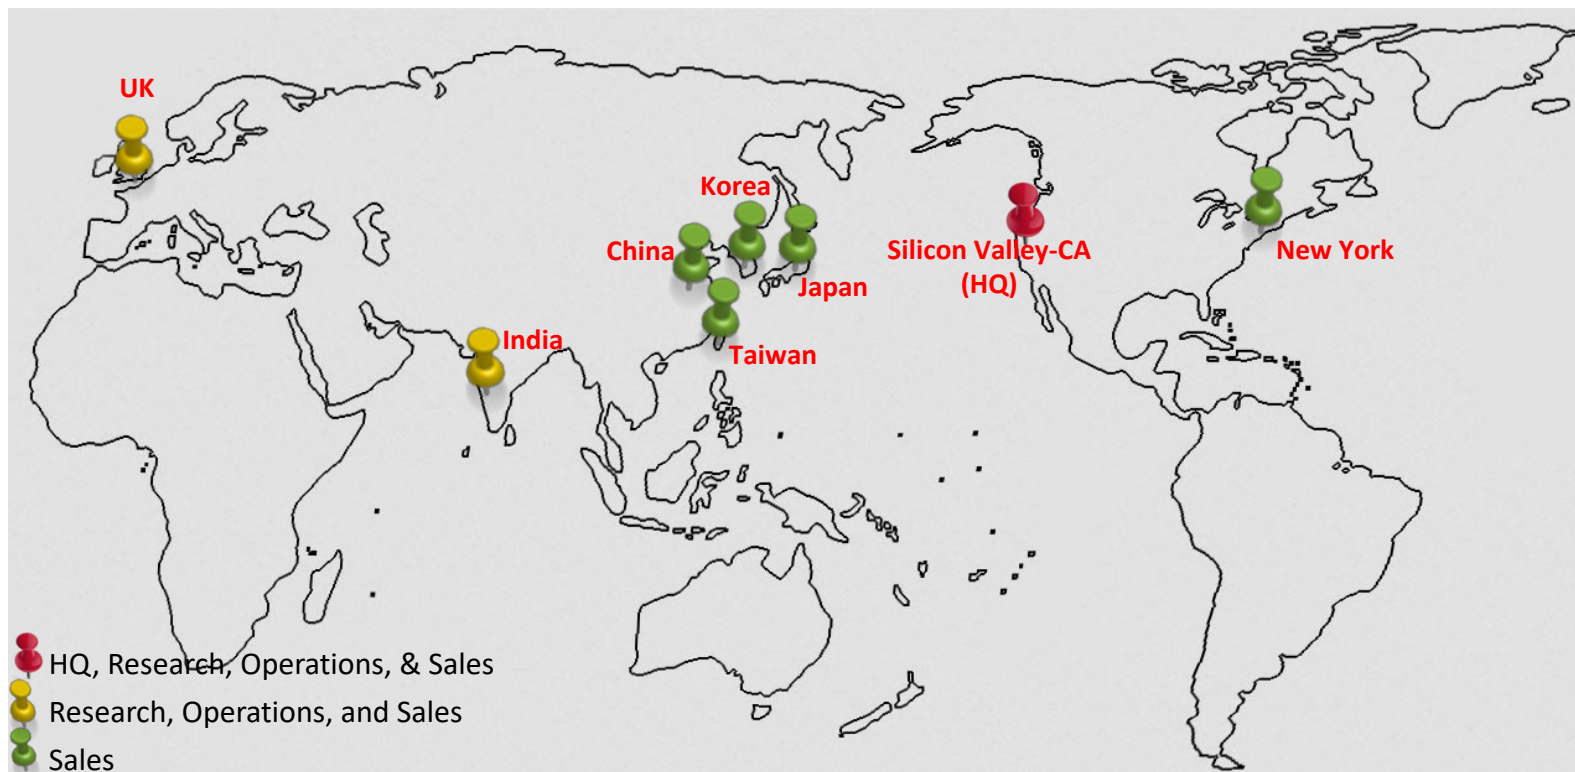 UK
Korea
China
Silicon Valley-CA
(HQ)
New York
Japan
India
Taiwan
HQ, Research, Operations, & Sales
Research, Operations, and Sales
Sales